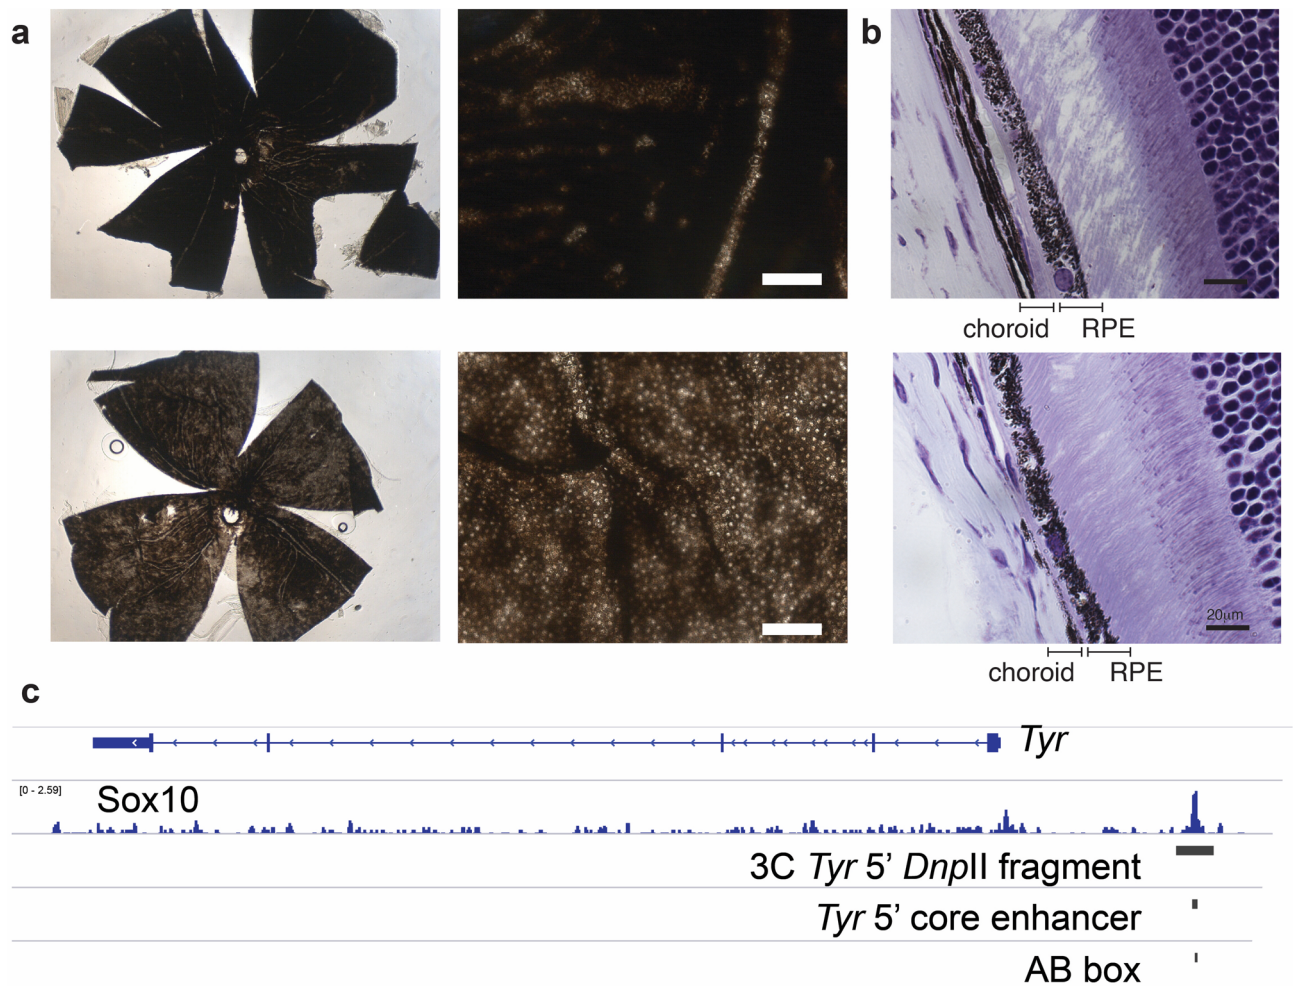 a
b
choroid RPE
20μm
choroid RPE
c
Tyr
[0 - 2.59]
Sox10
3C Tyr 5’ DnpII fragment
Tyr 5’ core enhancer
AB box